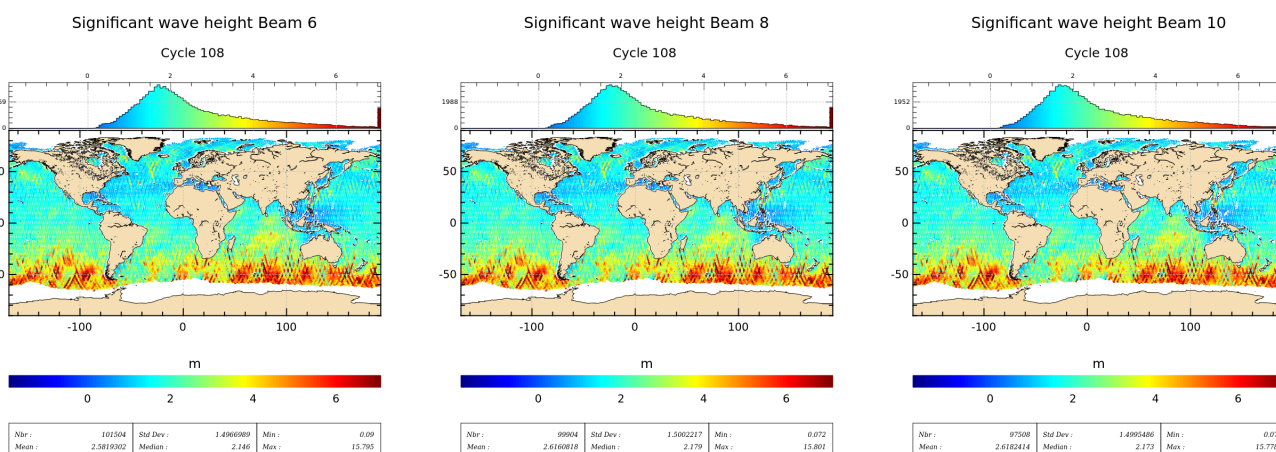 Significant wave height Beam 6
Cycle 108
0 2 4 6
0
50
0
-50
-100 0 100
m
0 2 4 6
Nbr : 101504 Std Dev : 1.4966989 Min : 0.09
Mean : 2.5819302 Median : 2.146 Max : 15.795
Significant wave height Beam 8
Cycle 108
0 2 4 6
1988
0
50
0
-50
-100 0 100
m
0 2 4 6
Nbr : 99904 Std Dev : 1.5002217 Min : 0.072
Mean : 2.6160818 Median : 2.179 Max : 15.801
Significant wave height Beam 10
Cycle 108
0 2 4 6
1952
0
50
0
-50
-100 0 100
m
0 2 4 6
Nbr : 97508 Std Dev : 1.4995486 Min :
Mean : 2.6182414 Median : 2.173 Max : 15.778